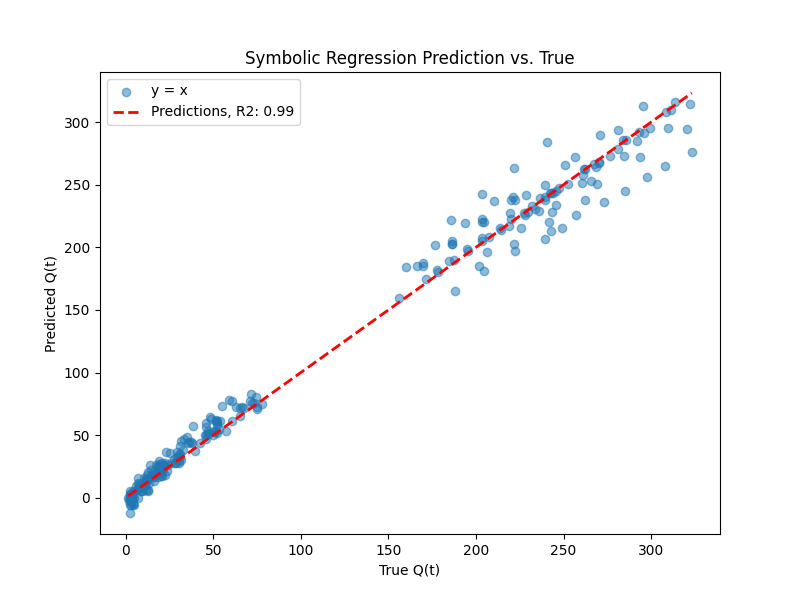 Symbolic Regression Prediction vs. True
y = x
Predictions, R2: 0.99
300
250
200
150
100
50
0
Predicted Q(t)
0 50 100 150 200 250 300
True Q(t)